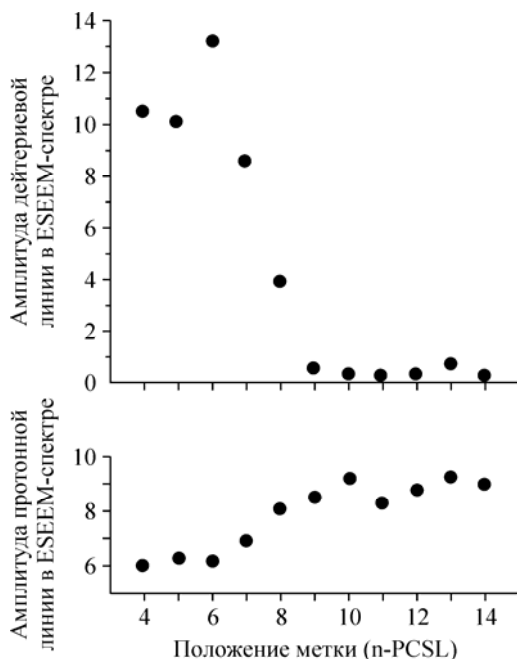 Амплитуда дейтериевой
линии в ESEEM-спектре
14
12
10
8
6
4
2
0
Амплитуда протонной
линии в ESEEM-спектре
10
8
6
4 6 8 10 12 14
Положение метки (n-PCSL)